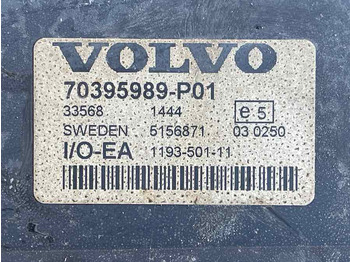 VOLVO
70395989-P01
33568 1444 e5
SWEDEN 5156871 03 0250
I/O-EA 1193-501-11